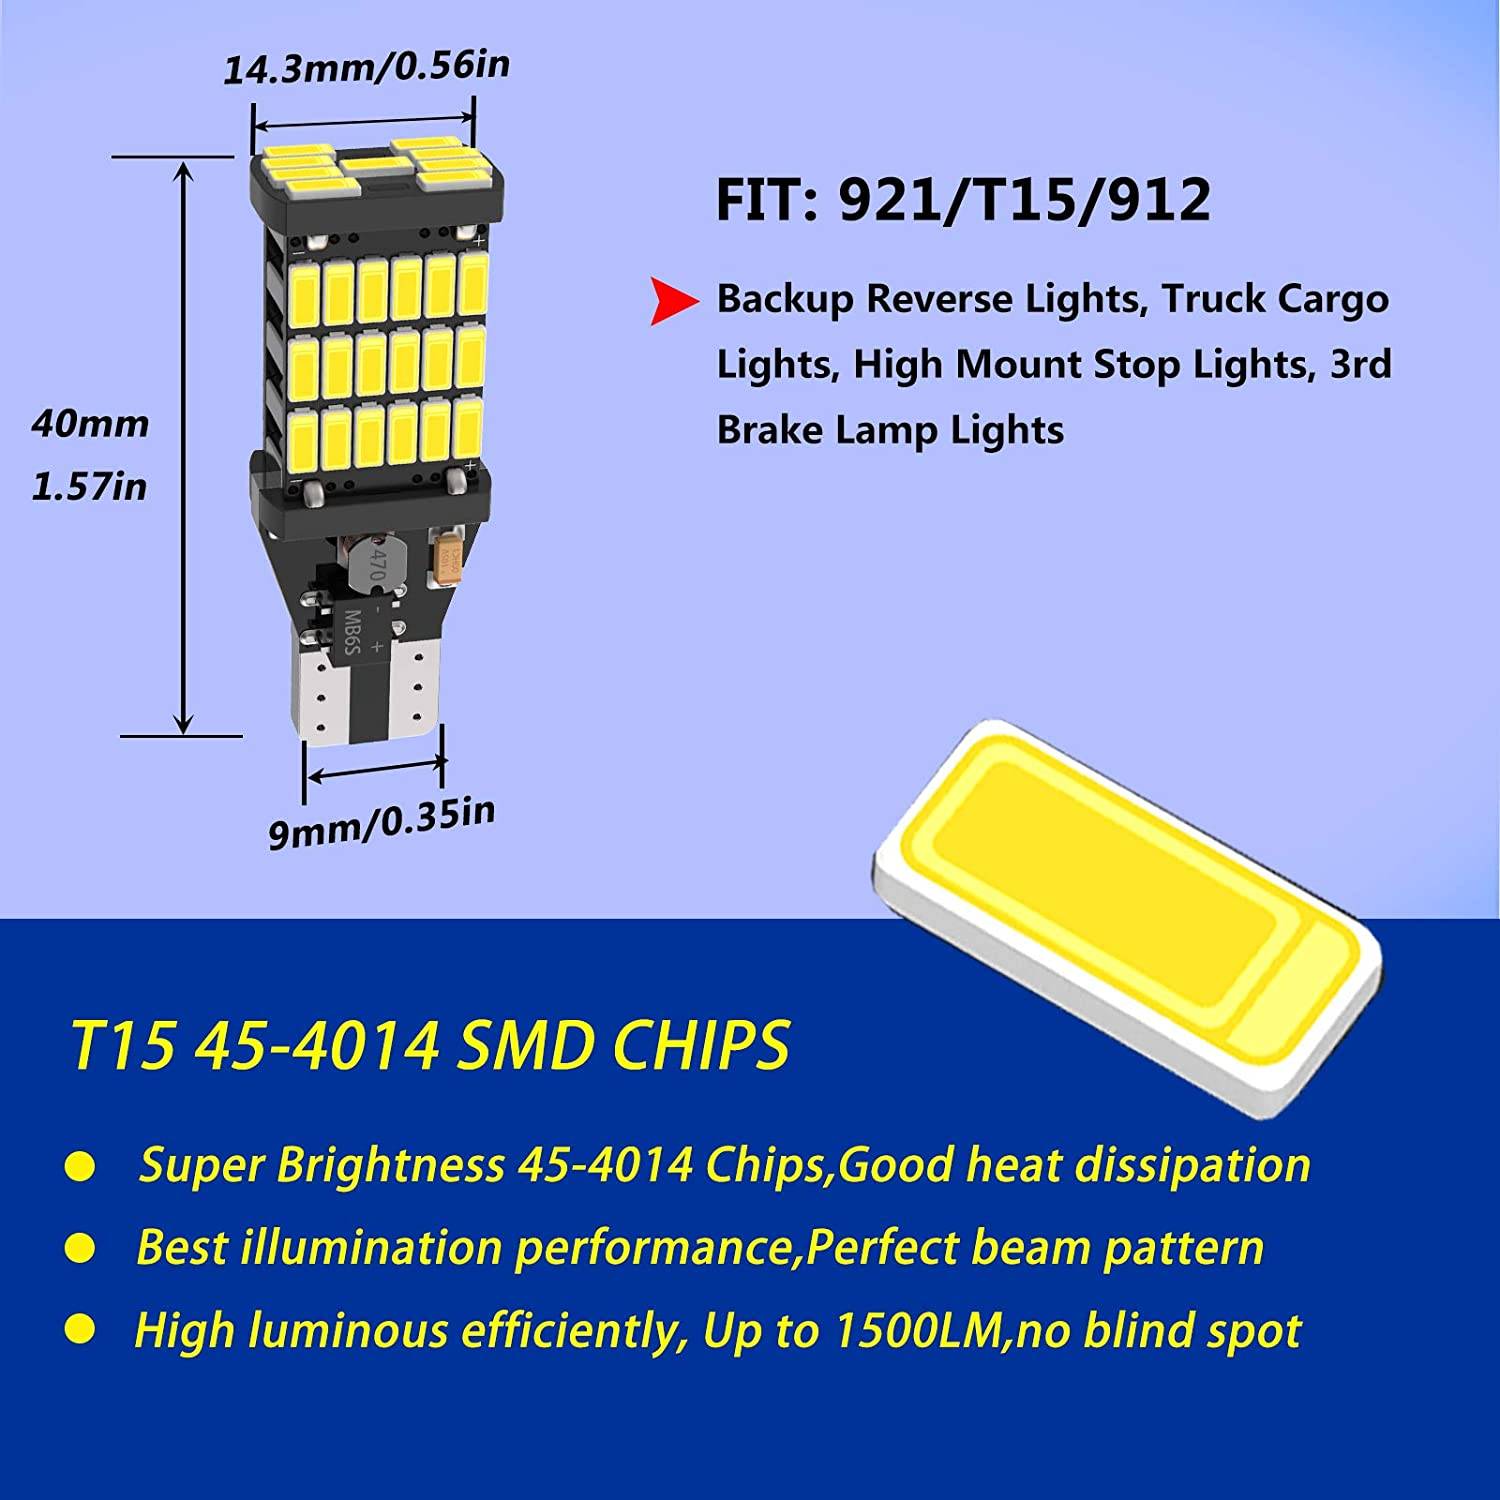 14.3mm/0.56in
FIT: 921/T15/912
Backup Reverse Lights, Truck Cargo
Lights, High Mount Stop Lights, 3rd
Brake Lamp Lights
40mm
1.57in
470
MB6S
- +
9mm/0.35in
T15 45-4014 SMD CHIPS
Super Brightness 45-4014 Chips,Good heat dissipation
Best illumination performance,Perfect beam pattern
High luminous efficiently, Up to 1500LM,no blind spot